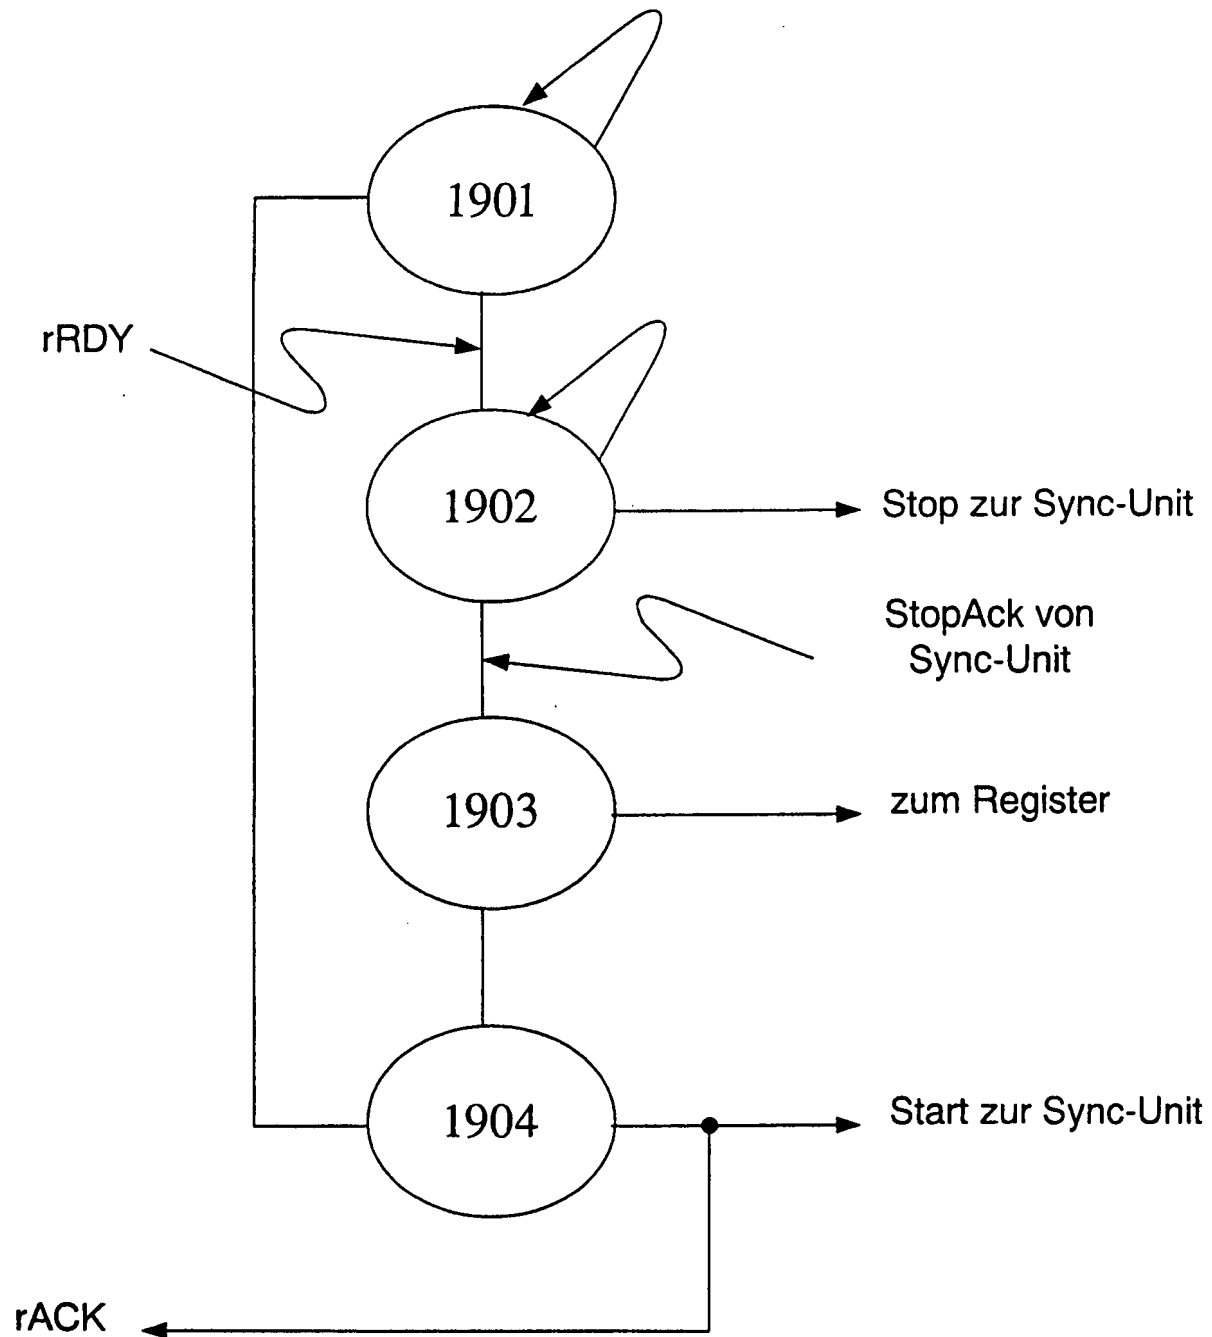 1901
rRDY
1902
Stop zur Sync-Unit
StopAck von
Sync-Unit
1903
zum Register
1904
Start zur Sync-Unit
rACK